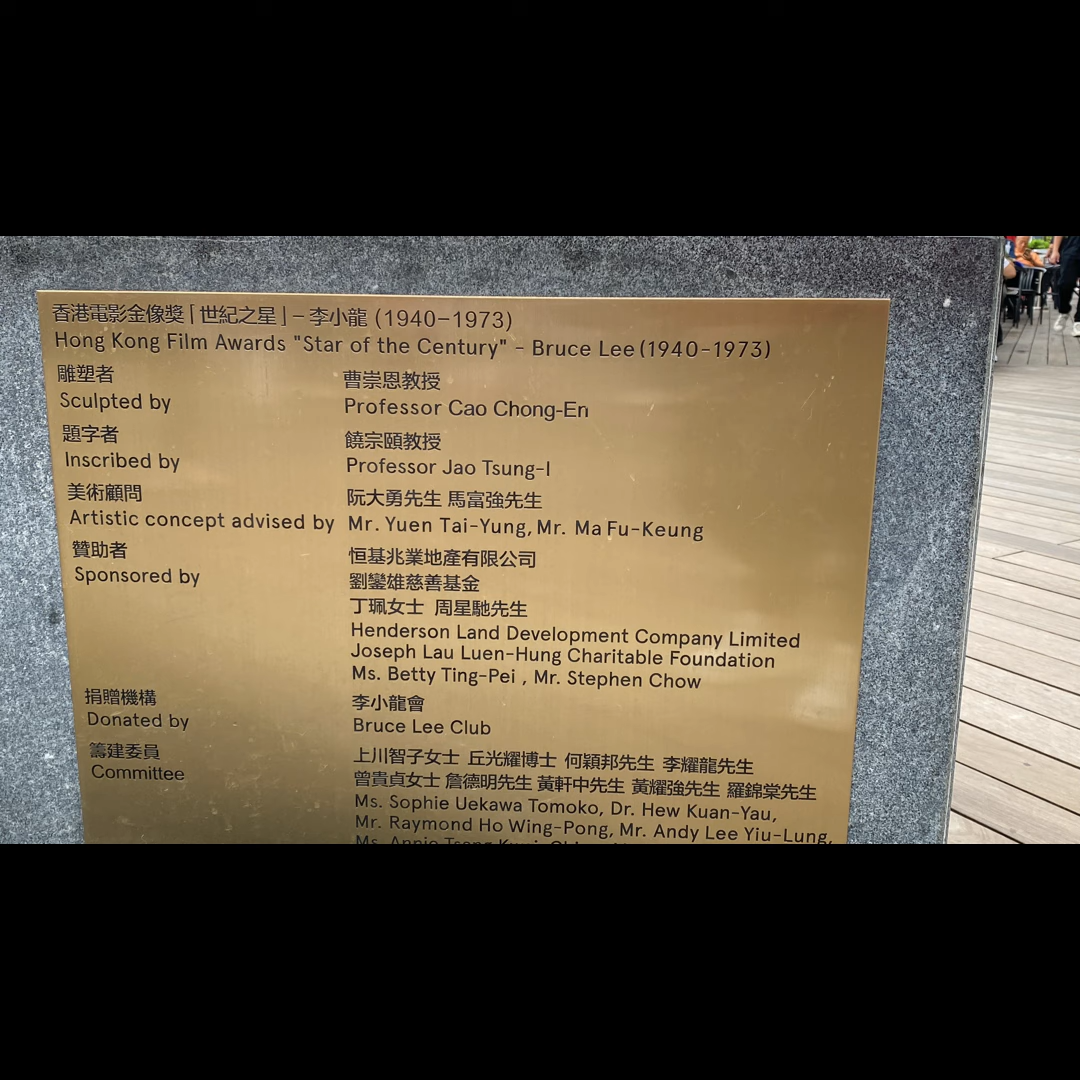 香港電影金像獎「世紀之星」– 李小龍 (1940–1973)
Hong Kong Film Awards "Star of the Century" - Bruce Lee (1940-1973)
雕塑者 曹崇恩教授
Sculpted by Professor Cao Chong-En
題字者 饒宗頤教授
Inscribed by Professor Jao Tsung-I
美術顧問 阮大勇先生 馬富強先生
Artistic concept advised by Mr. Yuen Tai-Yung, Mr. Ma Fu-Keung
贊助者 恒基兆業地產有限公司
Sponsored by 劉鑾雄慈善基金
丁珮女士 周星馳先生
Henderson Land Development Company Limited
Joseph Lau Luen-Hung Charitable Foundation
Ms. Betty Ting-Pei , Mr. Stephen Chow
捐贈機構 李小龍會
Donated by Bruce Lee Club
籌建委員 上川智子女士 丘光耀博士 何穎邦先生 李耀龍先生
Committee 曾貴貞女士 詹德明先生 黃軒中先生 黃耀強先生 羅錦棠先生
Ms. Sophie Uekawa Tomoko, Dr. Hew Kuan-Yau,
Mr. Raymond Ho Wing-Pong, Mr. Andy Lee Yiu-Lung,
Ms. Annie Tsang